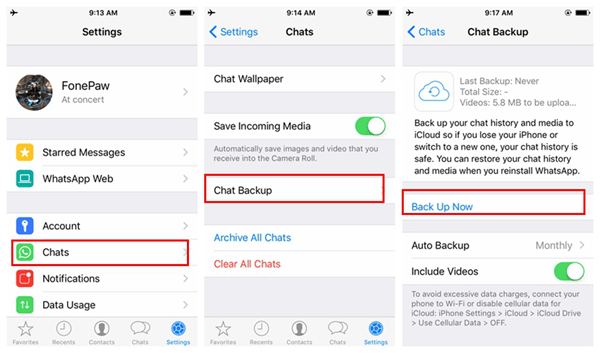 9:13 AM
Settings
FonePaw
At concert
Starred Messages
WhatsApp Web
Account
Chats
Notifications
Data Usage
Favorites
Recents
Contacts
Chats
Settings
9:14 AM
Settings
Chats
Chat Wallpaper
Save Incoming Media
Automatically save images and video that you
receive into the Camera Roll.
Chat Backup
Archive All Chats
Clear All Chats
Favorites
Recents
Contacts
Chats
Settings
9:17 AM
Chats
Chat Backup
Last Backup: Never
Total Size: -
Videos: 5.8 MB to be uploa...
Back up your chat history and media to
iCloud so if you lose your iPhone or
switch to a new one, your chat history is
safe. You can restore your chat history
and media when you reinstall WhatsApp.
Back Up Now
Auto Backup
Monthly
Include Videos
To avoid excessive data charges, connect your
phone to Wi-Fi or disable cellular data for
iCloud: iPhone Settings > iCloud > iCloud Drive
> Use Cellular Data > OFF.
Favorites
Recents
Contacts
Chats
Settings